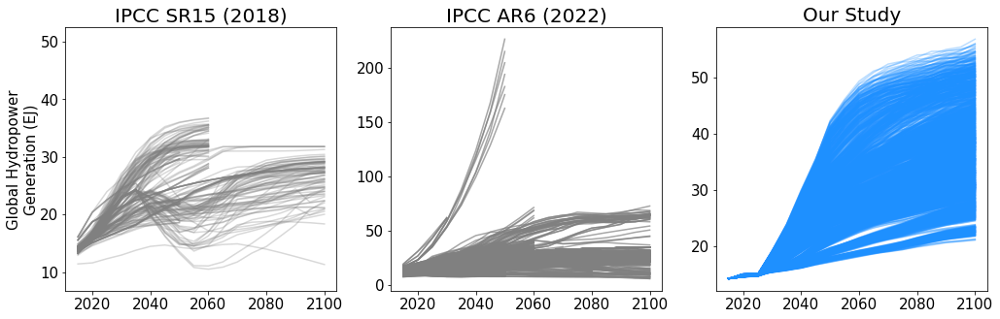 IPCC SR15 (2018)
IPCC AR6 (2022)
Our Study
Global Hydropower
Generation (EJ)
50
40
30
20
10
2020 2040 2060 2080 2100
200
150
100
50
0
2020 2040 2060 2080 2100
50
40
30
20
2020 2040 2060 2080 2100